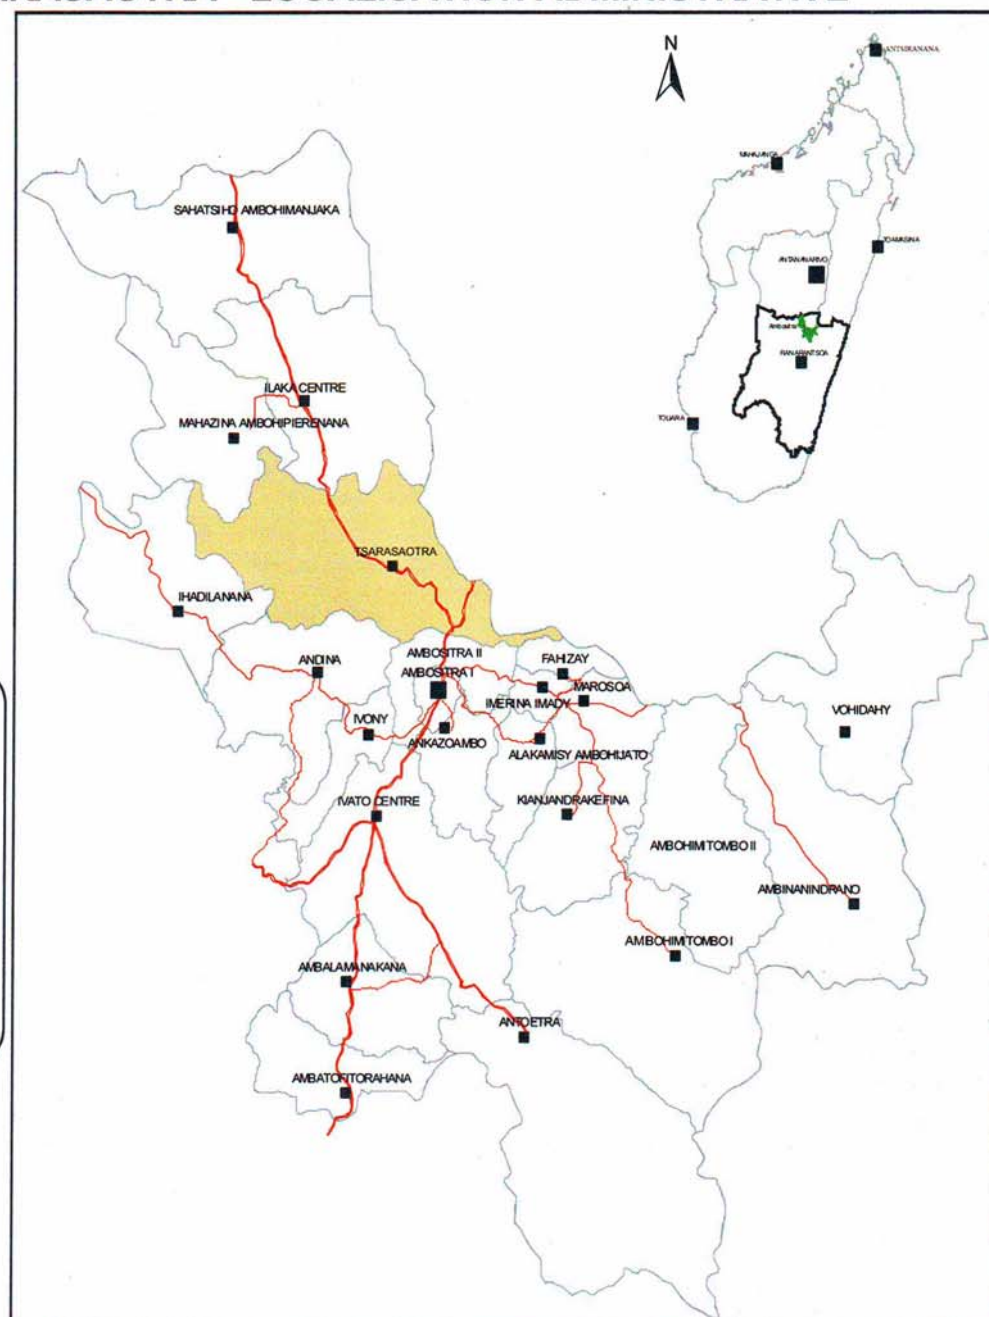 N
ANTSIRANANA
MAHAJANGA
TOAMASINA
ANTANANARIVO
FIANARANTSOA
TOLIARA
SAHATSIHO AMBOHIMANJAKA
ILAKA CENTRE
MAHAZINA AMBOHIPIERENANA
TSARASAOTRA
IHADILANANA
AMBOSITRA II
FAHIZAY
ANDINA
AMBOSITRA I
MAROSOA
IMERINA IMADY
VOHIDAHY
IVONY
ANKAZOAMBO
ALAKAMISY AMBOHIJATO
IVATO CENTRE
KIANJANDRAKEFINA
AMBOHIMITOMBO II
AMBINANINDRANO
AMBOHIMITOMBO I
AMBALAMANAKANA
ANTOETRA
AMBATOFITORAHANA